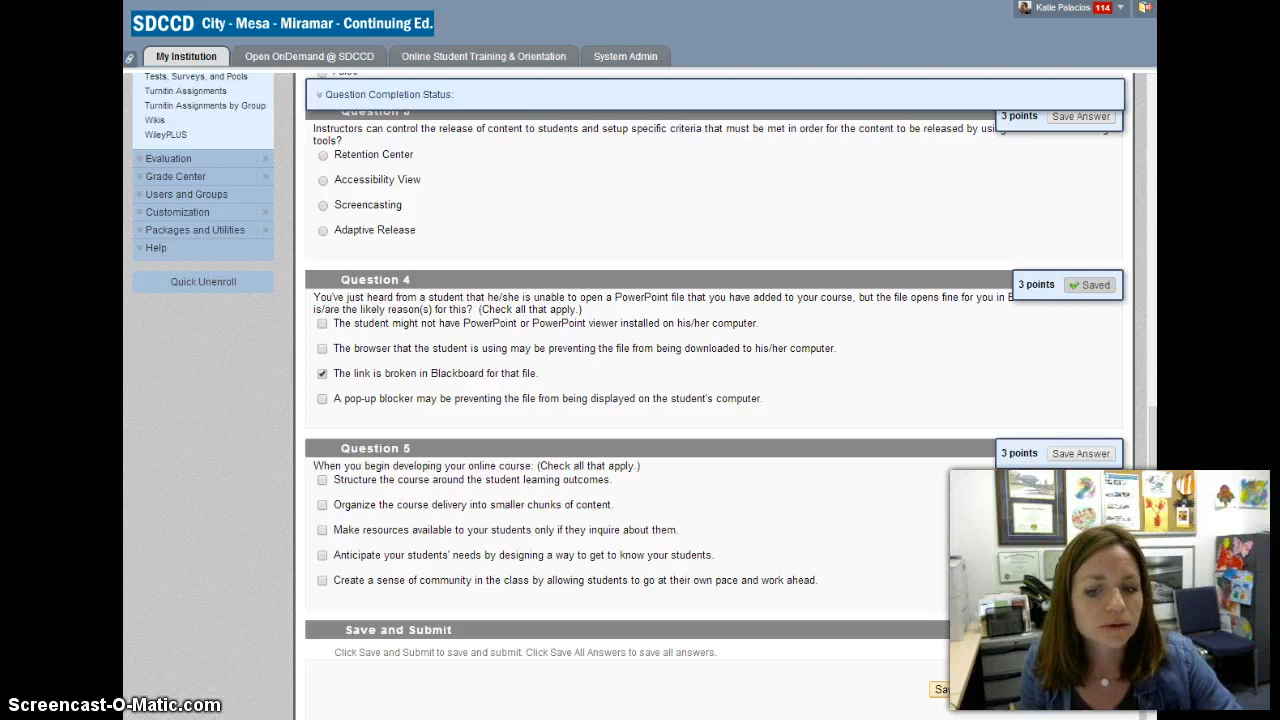 SDCCD City - Mesa - Miramar - Continuing Ed.
Katie Palacios 114
My Institution
Open OnDemand @ SDCCD
Online Student Training & Orientation
System Admin
Tests, Surveys, and Pools
Turnitin Assignments
Turnitin Assignments by Group
Wikis
WileyPLUS
Evaluation
Grade Center
Users and Groups
Customization
Packages and Utilities
Help
Quick Unenroll
Question Completion Status:
3 points
Save Answer
Instructors can control the release of content to students and setup specific criteria that must be met in order for the content to be released by
tools?
Retention Center
Accessibility View
Screencasting
Adaptive Release
Question 4
3 points
Saved
You've just heard from a student that he/she is unable to open a PowerPoint file that you have added to your course, but the file opens fine for you in
is/are the likely reason(s) for this? (Check all that apply.)
The student might not have PowerPoint or PowerPoint viewer installed on his/her computer.
The browser that the student is using may be preventing the file from being downloaded to his/her computer.
The link is broken in Blackboard for that file.
A pop-up blocker may be preventing the file from being displayed on the student's computer.
Question 5
3 points
Save Answer
When you begin developing your online course: (Check all that apply.)
Structure the course around the student learning outcomes.
Organize the course delivery into smaller chunks of content.
Make resources available to your students only if they inquire about them.
Anticipate your students' needs by designing a way to get to know your students.
Create a sense of community in the class by allowing students to go at their own pace and work ahead.
Save and Submit
Click Save and Submit to save and submit. Click Save All Answers to save all answers.
Screencast-O-Matic.com